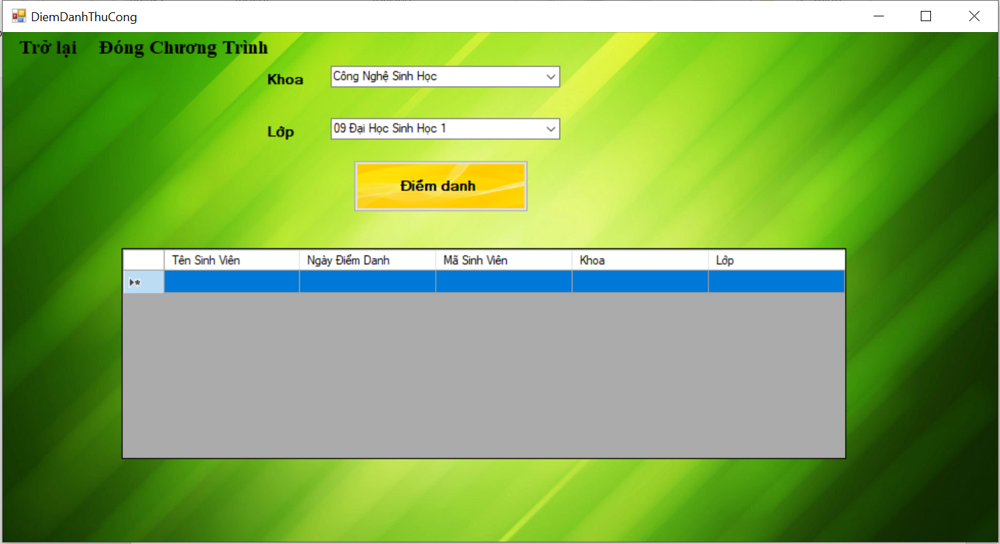 DiemDanhThuCong
Trở lại Đóng Chương Trình
Khoa Công Nghệ Sinh Học
Lớp 09 Đại Học Sinh Học 1
Điểm danh
Tên Sinh Viên Ngày Điểm Danh Mã Sinh Viên Khoa Lớp